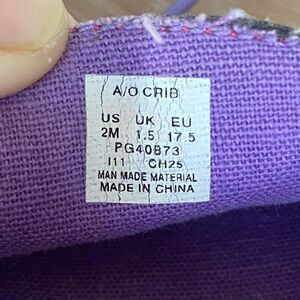 A/O CRIB
US UK EU
2M 1.5 17.5
PG40873
I11 CH25
MAN MADE MATERIAL
MADE IN CHINA